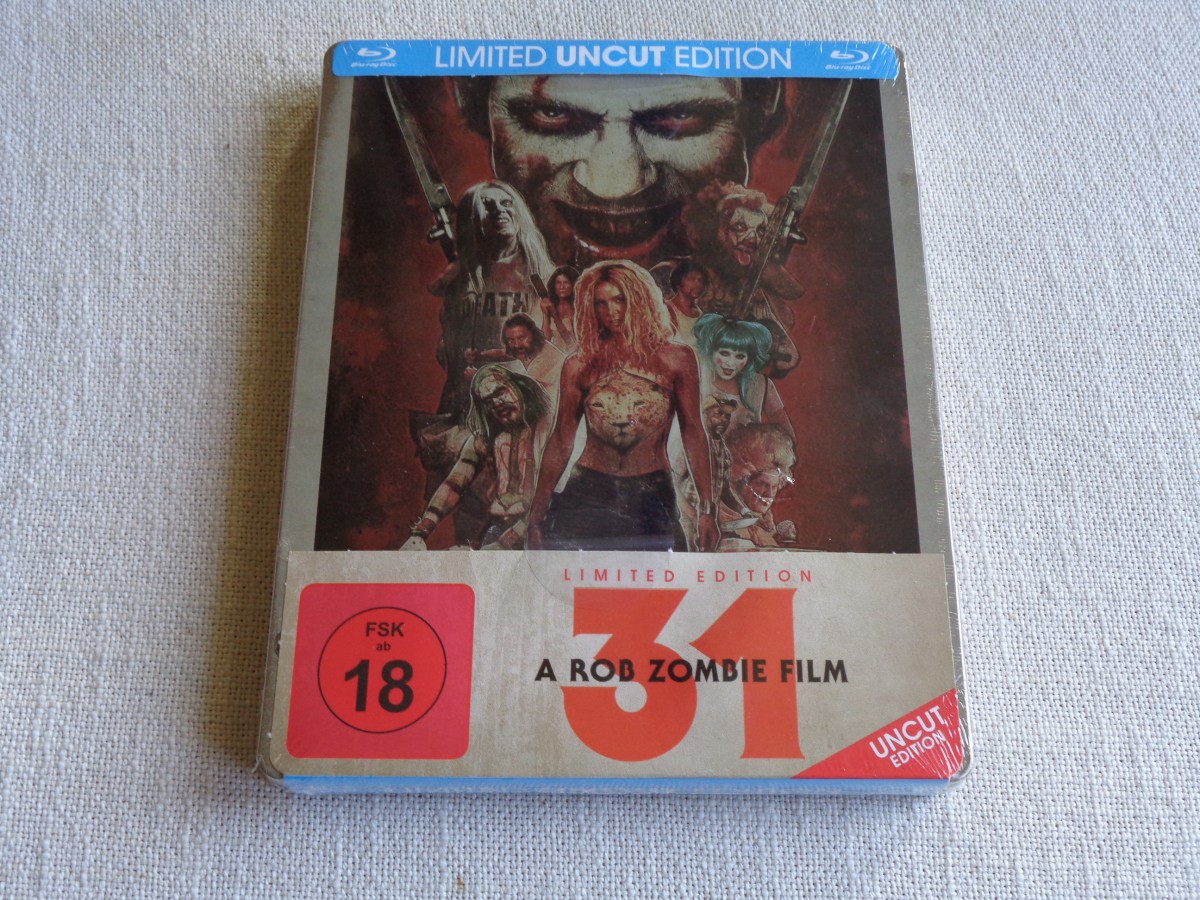 Blu-ray Disc LIMITED UNCUT EDITION Blu-ray Disc
DEATH
LIMITED EDITION
31
A ROB ZOMBIE FILM
FSK
ab
18
UNCUT
EDITION